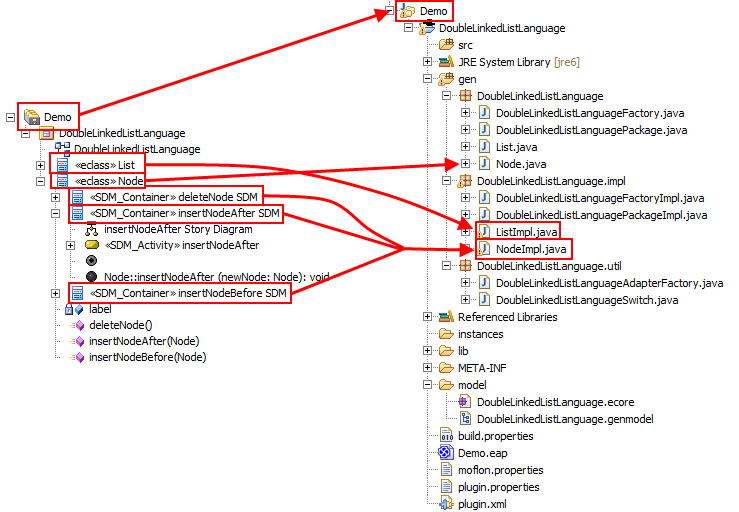 Demo
DoubleLinkedListLanguage
DoubleLinkedListLanguage
«eclass» List
«eclass» Node
«SDM_Container» deleteNode SDM
«SDM_Container» insertNodeAfter SDM
insertNodeAfter Story Diagram
«SDM_Activity» insertNodeAfter
Node::insertNodeAfter (newNode: Node): void
«SDM_Container» insertNodeBefore SDM
label
deleteNode()
insertNodeAfter(Node)
insertNodeBefore(Node)
Demo
DoubleLinkedListLanguage
src
JRE System Library [jre6]
gen
DoubleLinkedListLanguage
DoubleLinkedListLanguageFactory.java
DoubleLinkedListLanguagePackage.java
List.java
Node.java
DoubleLinkedListLanguage.impl
DoubleLinkedListLanguageFactoryImpl.java
DoubleLinkedListLanguagePackageImpl.java
ListImpl.java
NodeImpl.java
DoubleLinkedListLanguage.util
DoubleLinkedListLanguageAdapterFactory.java
DoubleLinkedListLanguageSwitch.java
Referenced Libraries
instances
lib
META-INF
model
DoubleLinkedListLanguage.ecore
DoubleLinkedListLanguage.genmodel
build.properties
Demo.eap
moflon.properties
plugin.properties
plugin.xml